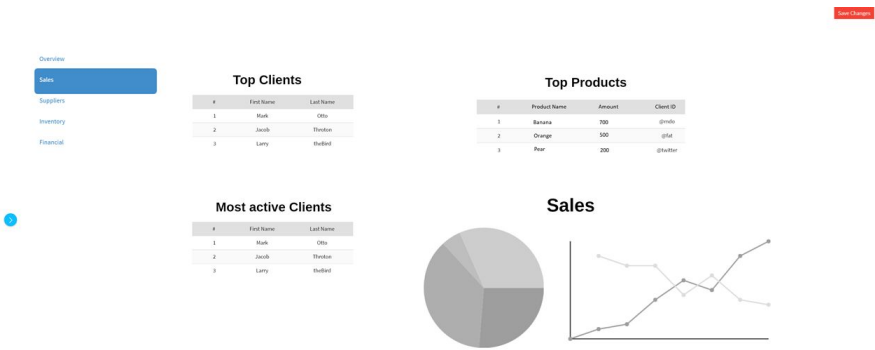 Save Changes
Overview
Sales
Suppliers
Inventory
Financial
Top Clients
# First Name Last Name
1 Mark Otto
2 Jacob Throton
3 Larry theBird
Top Products
# Product Name Amount Client ID
1 Banana 700 @mdo
2 Orange 500 @fat
3 Pear 200 @twitter
Most active Clients
# First Name Last Name
1 Mark Otto
2 Jacob Throton
3 Larry theBird
Sales